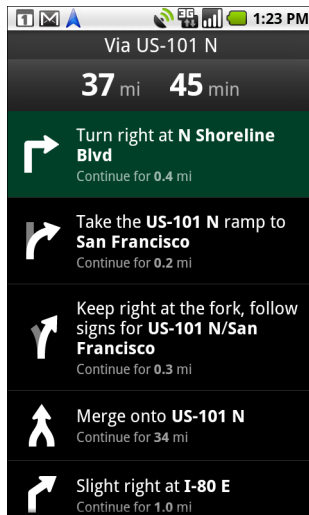 1 3G 1:23 PM
Via US-101 N
37 mi 45 min
Turn right at N Shoreline
Blvd
Continue for 0.4 mi
Take the US-101 N ramp to
San Francisco
Continue for 0.2 mi
Keep right at the fork, follow
signs for US-101 N/San
Francisco
Continue for 0.3 mi
Merge onto US-101 N
Continue for 34 mi
Slight right at I-80 E
Continue for 1.0 mi